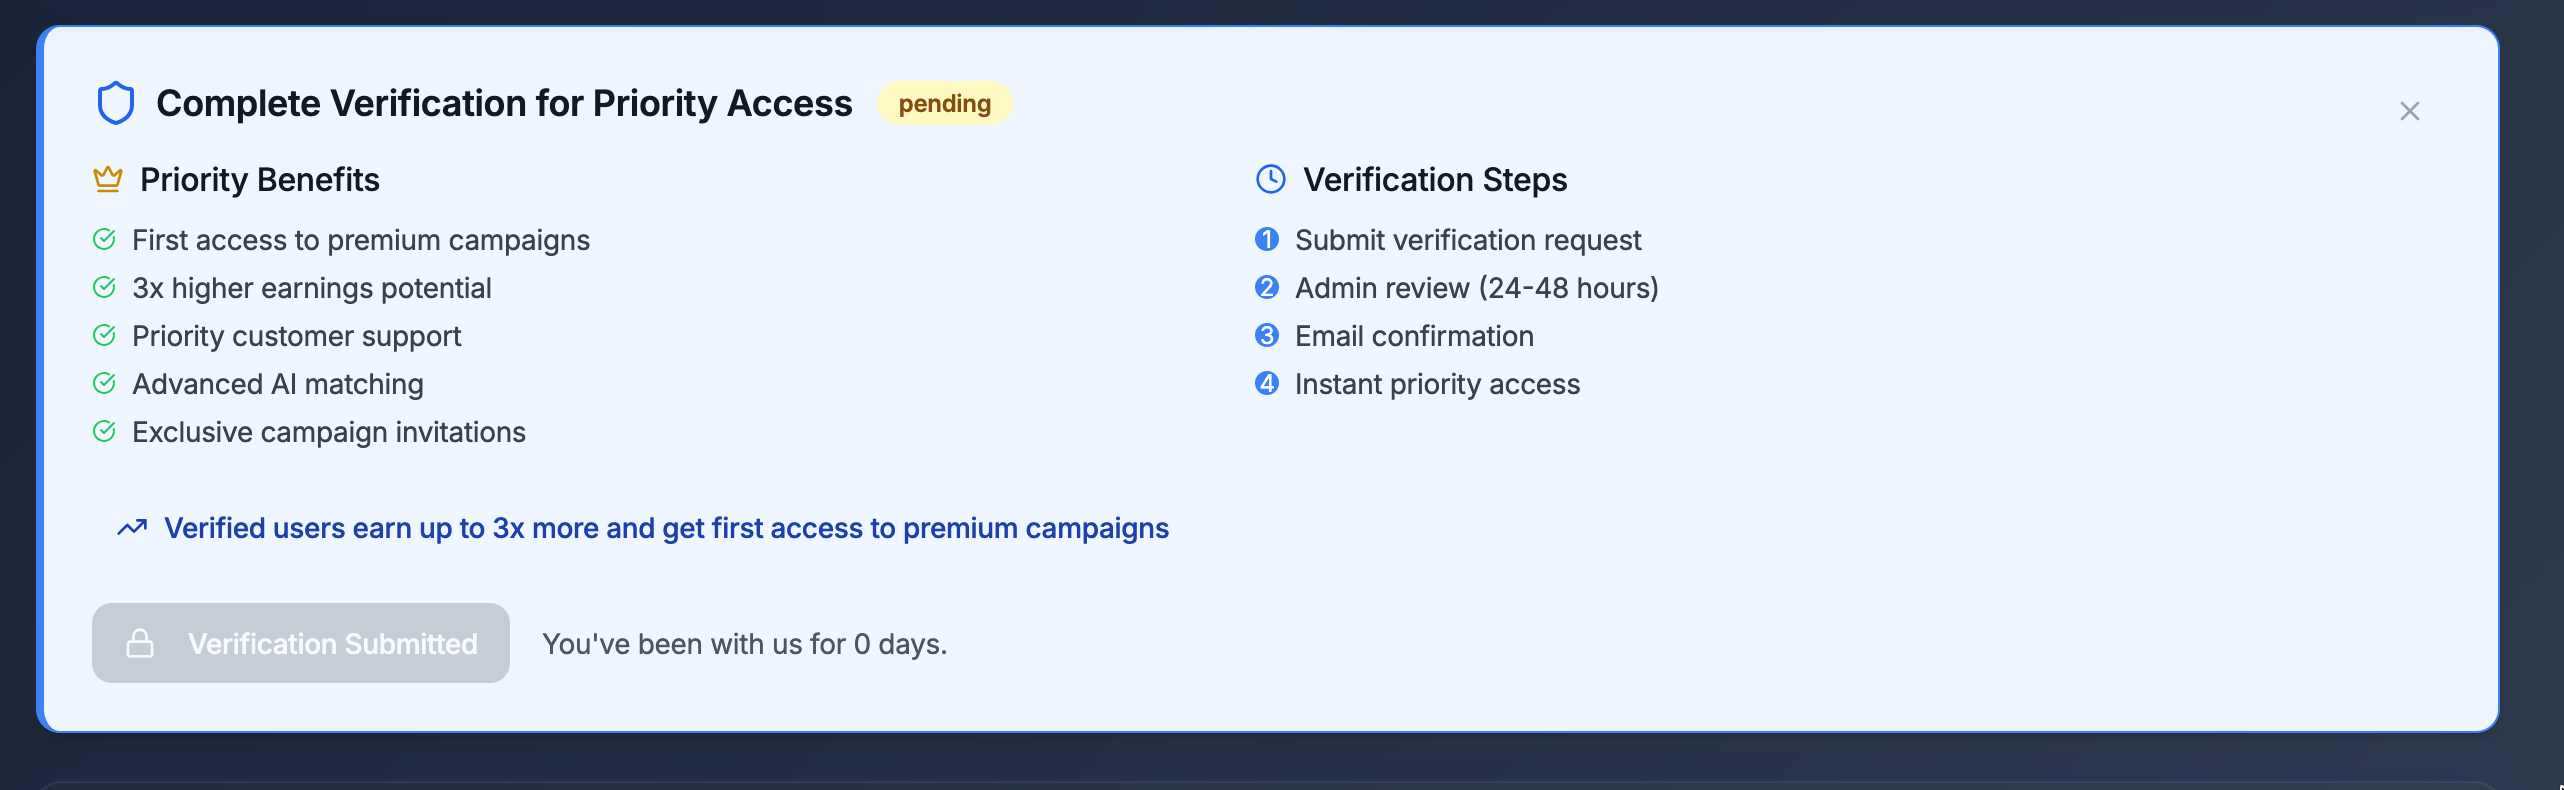 Complete Verification for Priority Access
pending
Priority Benefits
First access to premium campaigns
3x higher earnings potential
Priority customer support
Advanced AI matching
Exclusive campaign invitations
Verification Steps
1 Submit verification request
2 Admin review (24-48 hours)
3 Email confirmation
4 Instant priority access
Verified users earn up to 3x more and get first access to premium campaigns
Verification Submitted
You've been with us for 0 days.